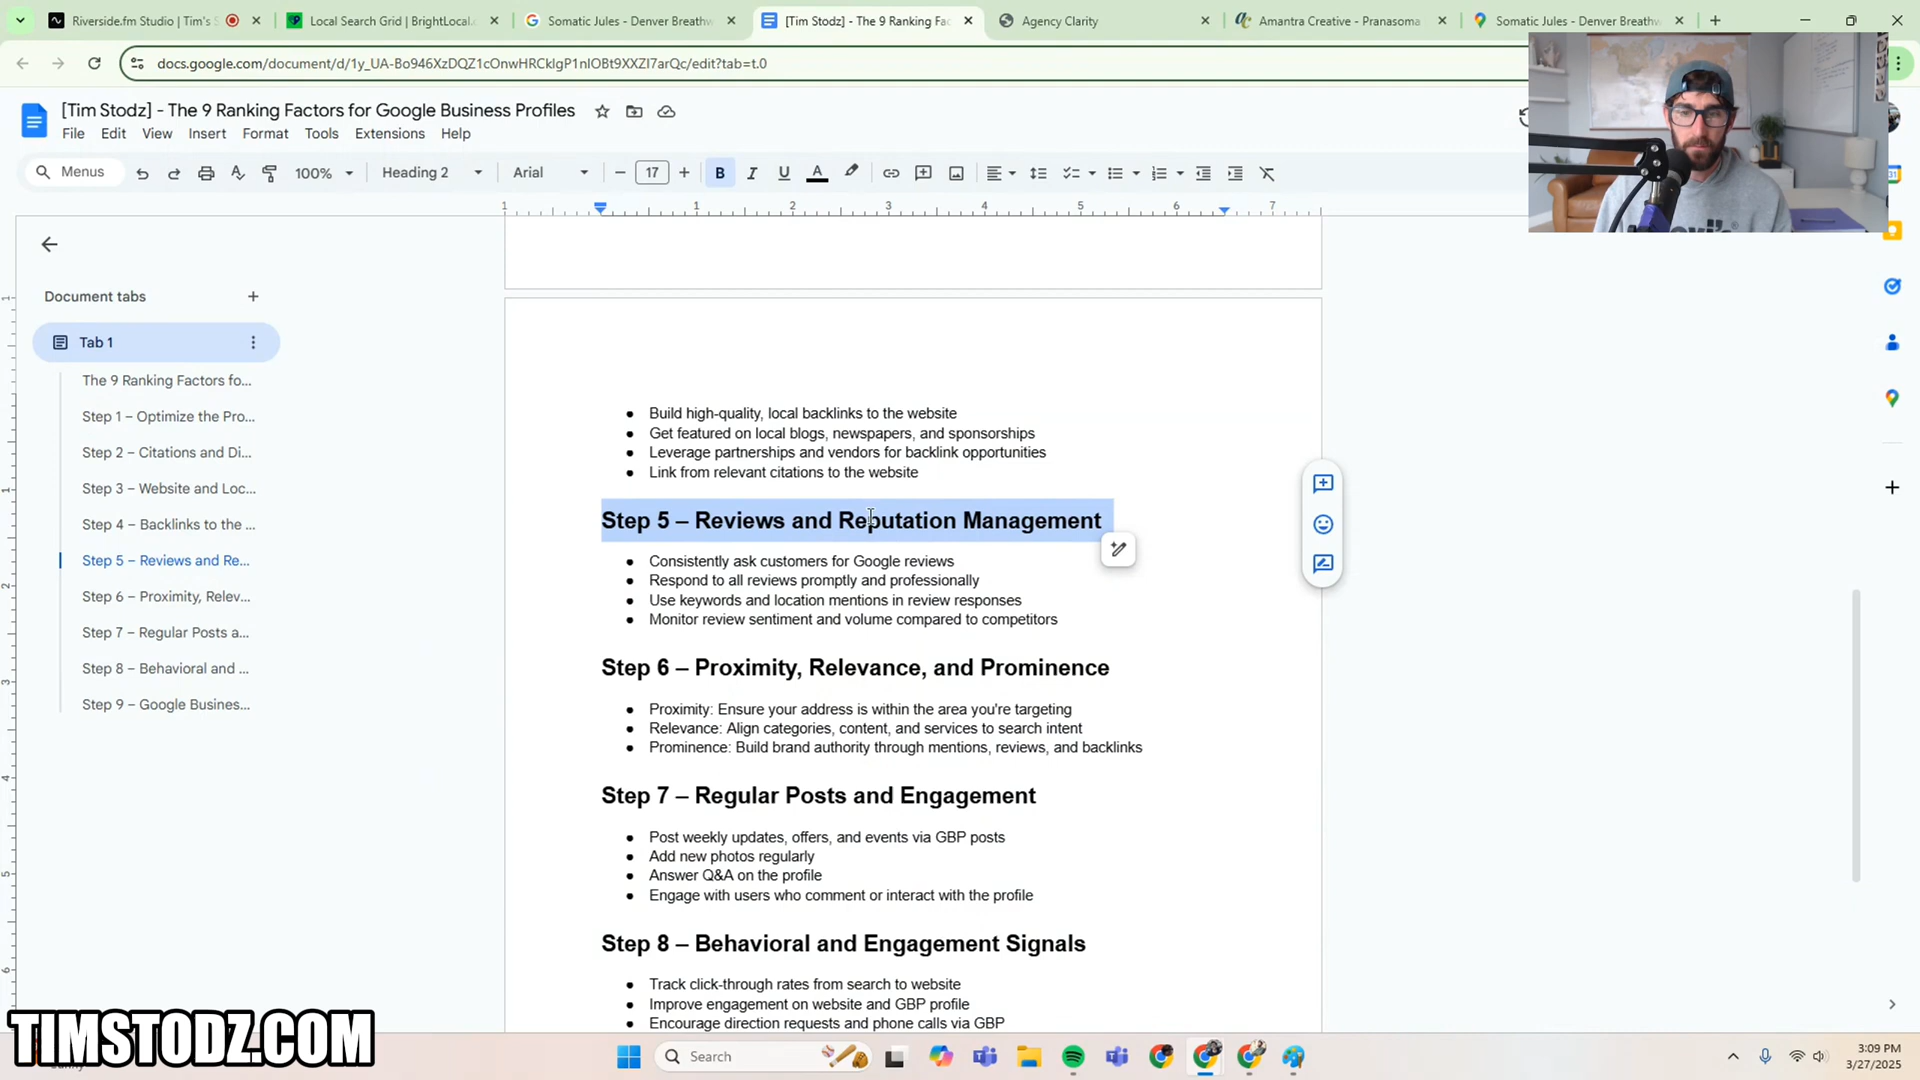 Riverside.fm Studio | Tim's S
Local Search Grid | BrightLocal.
Somatic Jules - Denver Breathw
[Tim Stodz] - The 9 Ranking Fac
Agency Clarity
Amantra Creative - Pranasoma
Somatic Jules - Denver Breathw
docs.google.com/document/d/1y_UA-Bo946XzDQZ1cOnwHRCkIgP1nIOBt9XXZI7arQc/edit?tab=t.0
[Tim Stodz] - The 9 Ranking Factors for Google Business Profiles
File Edit View Insert Format Tools Extensions Help
Menus 100% Heading 2 Arial 17 B I U A
1 1 2 3 4 5 6 7
Document tabs
Tab 1
The 9 Ranking Factors fo...
Step 1 – Optimize the Pro...
Step 2 – Citations and Di...
Step 3 – Website and Loc...
Step 4 – Backlinks to the ...
Step 5 – Reviews and Re...
Step 6 – Proximity, Relev...
Step 7 – Regular Posts a...
Step 8 – Behavioral and ...
Step 9 – Google Busines...
● Build high-quality, local backlinks to the website
● Get featured on local blogs, newspapers, and sponsorships
● Leverage partnerships and vendors for backlink opportunities
● Link from relevant citations to the website
Step 5 – Reviews and Reputation Management
● Consistently ask customers for Google reviews
● Respond to all reviews promptly and professionally
● Use keywords and location mentions in review responses
● Monitor review sentiment and volume compared to competitors
Step 6 – Proximity, Relevance, and Prominence
● Proximity: Ensure your address is within the area you're targeting
● Relevance: Align categories, content, and services to search intent
● Prominence: Build brand authority through mentions, reviews, and backlinks
Step 7 – Regular Posts and Engagement
● Post weekly updates, offers, and events via GBP posts
● Add new photos regularly
● Answer Q&A on the profile
● Engage with users who comment or interact with the profile
Step 8 – Behavioral and Engagement Signals
● Track click-through rates from search to website
● Improve engagement on website and GBP profile
● Encourage direction requests and phone calls via GBP
TIMSTODZ.COM
Search
3:09 PM
3/27/2025